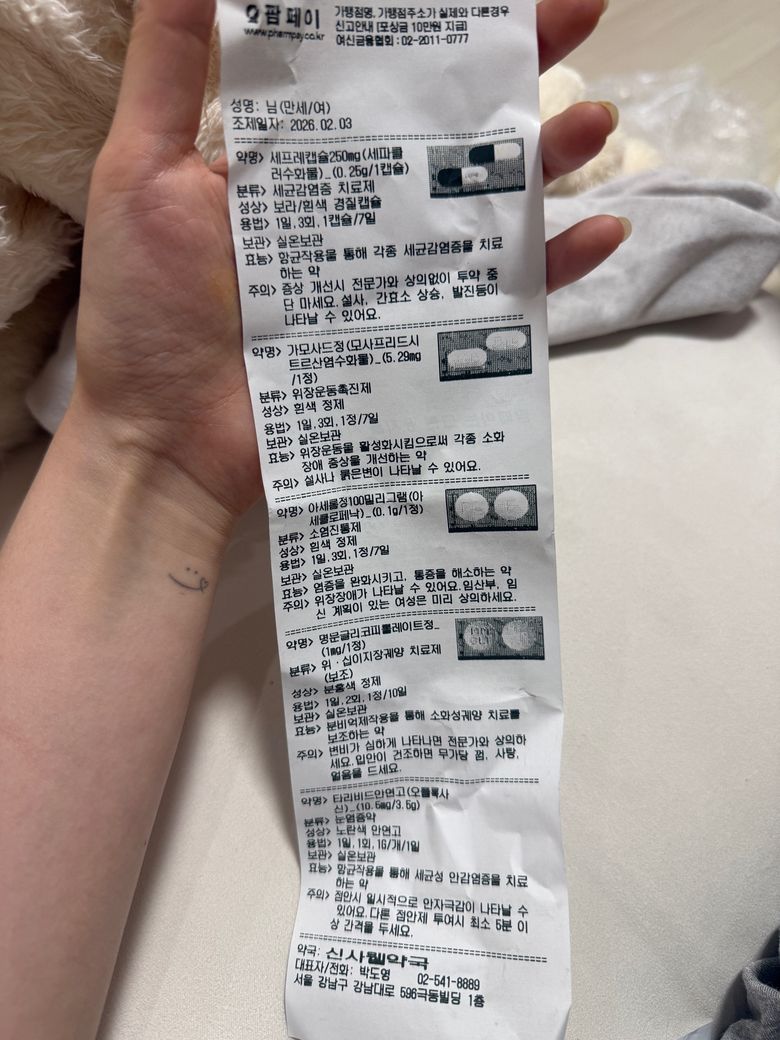 팜페이
www.pharmpay.co.kr
가맹점명, 가맹점주소가 실제와 다른경우
신고안내 [포상금 10만원 지급]
여신금융협회 : 02-2011-0777
성명: 님(만세/여)
조제일자: 2026.02.03
약명> 세프레캡슐250mg(세파클
러수화물)_(0.25g/1캡슐)
분류> 세균감염증 치료제
성상> 보라/흰색 경질캡슐
용법> 1일,3회,1캡슐/7일
보관> 실온보관
효능> 항균작용을 통해 각종 세균감염증을 치료
하는 약
주의> 증상 개선시 전문가와 상의없이 투약 중
단 마세요.설사, 간효소 상승, 발진등이
나타날 수 있어요.
약명> 가모사드정(모사프리드시
트르산염수화물)_(5.29mg
/1정)
분류> 위장운동촉진제
성상> 흰색 정제
용법> 1일,3회,1정/7일
보관> 실온보관
효능> 위장운동을 활성화시킴으로써 각종 소화
장애 증상을 개선하는 약
주의> 설사나 묽은변이 나타날 수 있어요.
약명> 아세롤정100밀리그램(아
세클로페낙)_(0.1g/1정)
분류> 소염진통제
성상> 흰색 정제
용법> 1일,3회,1정/7일
보관> 실온보관
효능> 염증을 완화시키고, 통증을 해소하는 약
주의> 위장장애가 나타날 수 있어요.임산부, 임
신 계획이 있는 여성은 미리 상의하세요.
약명> 명문글리코피롤레이트정_
(1mg/1정)
분류> 위·십이지장궤양 치료제
(보조)
성상> 분홍색 정제
용법> 1일,2회,1정/10일
보관> 실온보관
효능> 분비억제작용을 통해 소화성궤양 치료를
보조하는 약
주의> 변비가 심하게 나타나면 전문가와 상의하
세요.입안이 건조하면 무가당 껌, 사탕,
얼음을 드세요.
약명> 타리비드안연고(오플록사
신)_(10.5mg/3.5g)
분류> 눈염증약
성상> 노란색 안연고
용법> 1일,1회,1G/개/1일
보관> 실온보관
효능> 항균작용을 통해 세균성 안감염증을 치료
하는 약
주의> 점안시 일시적으로 안자극감이 나타날 수
있어요.다른 점안제 투여시 최소 5분 이
상 간격을 두세요.
약국: 신사헬약국
대표자/전화: 박도영 02-541-8889
서울 강남구 강남대로 596극동빌딩 1층